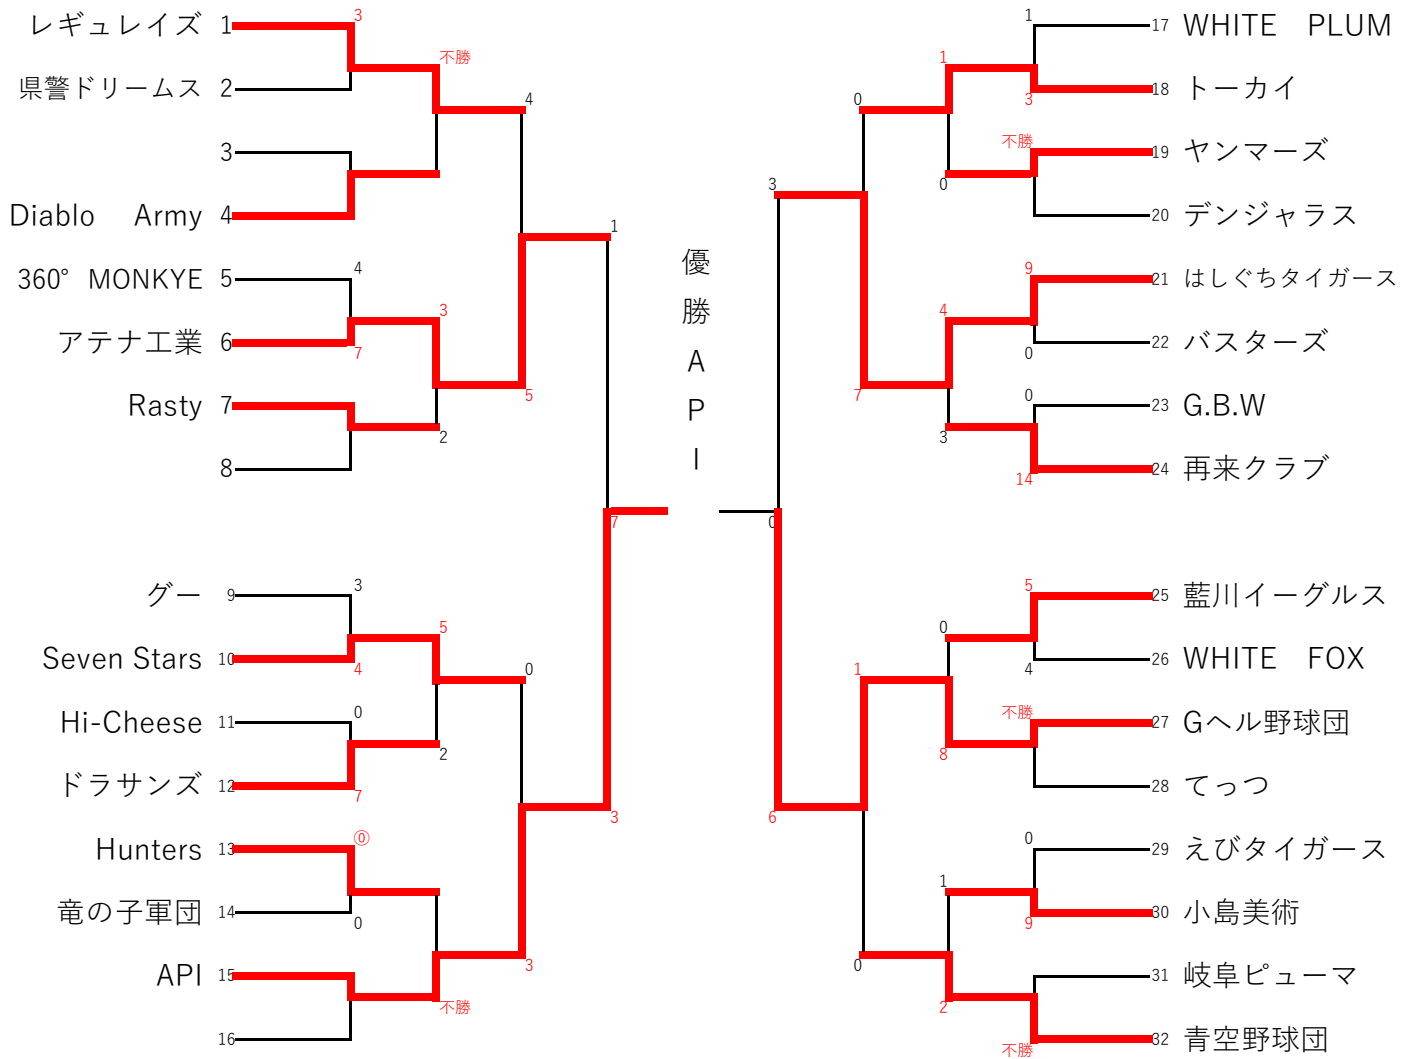 レギュレイズ 1
県警ドリームス 2
3
Diablo　Army 4
360°　MONKYE 5
アテナ工業 6
Rasty 7
8
グー 9
Seven Stars 10
Hi-Cheese 11
ドラサンズ 12
Hunters 13
竜の子軍団 14
API 15
16
3
4
7
3
4
0
7
⓪
0
不勝
3
2
5
2
不勝
4
5
0
3
1
3
7
優
勝
A
P
I
0
3
6
0
7
1
0
1
0
4
3
0
8
1
2
1
3
不勝
9
0
0
14
5
4
不勝
0
9
不勝
17 WHITE　PLUM
18 トーカイ
19 ヤンマーズ
20 デンジャラス
21 はしぐちタイガース
22 バスターズ
23 G.B.W
24 再来クラブ
25 藍川イーグルス
26 WHITE　FOX
27 Gヘル野球団
28 てっつ
29 えびタイガース
30 小島美術
31 岐阜ピューマ
32 青空野球団